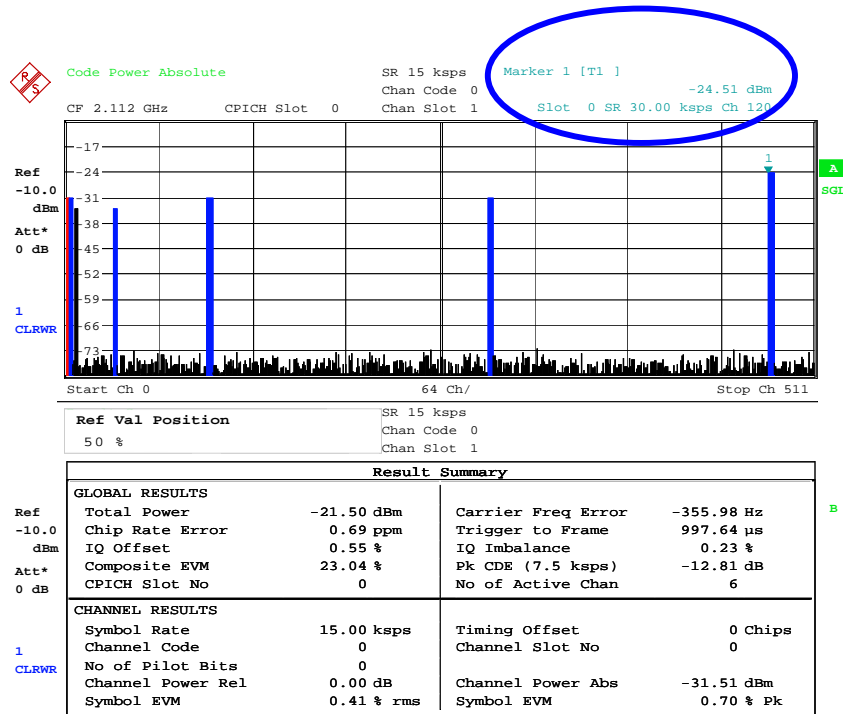 R S
Code Power Absolute
SR 15 ksps
Chan Code 0
CF 2.112 GHz CPICH Slot 0 Chan Slot 1
Marker 1 [T1 ]
-24.51 dBm
Slot 0 SR 30.00 ksps Ch 120
Ref
-10.0
dBm
Att*
0 dB
1
CLRWR
-17
-24
-31
-38
-45
-52
-59
-66
-73
1
A
SGL
Start Ch 0 64 Ch/ Stop Ch 511
Ref Val Position
50 %
SR 15 ksps
Chan Code 0
Chan Slot 1
Result Summary
GLOBAL RESULTS
Total Power -21.50 dBm Carrier Freq Error -355.98 Hz
Chip Rate Error 0.69 ppm Trigger to Frame 997.64 µs
IQ Offset 0.55 % IQ Imbalance 0.23 %
Composite EVM 23.04 % Pk CDE (7.5 ksps) -12.81 dB
CPICH Slot No 0 No of Active Chan 6
CHANNEL RESULTS
Symbol Rate 15.00 ksps Timing Offset 0 Chips
Channel Code 0 Channel Slot No 0
No of Pilot Bits 0
Channel Power Rel 0.00 dB Channel Power Abs -31.51 dBm
Symbol EVM 0.41 % rms Symbol EVM 0.70 % Pk
Ref
-10.0
dBm
Att*
0 dB
1
CLRWR
B